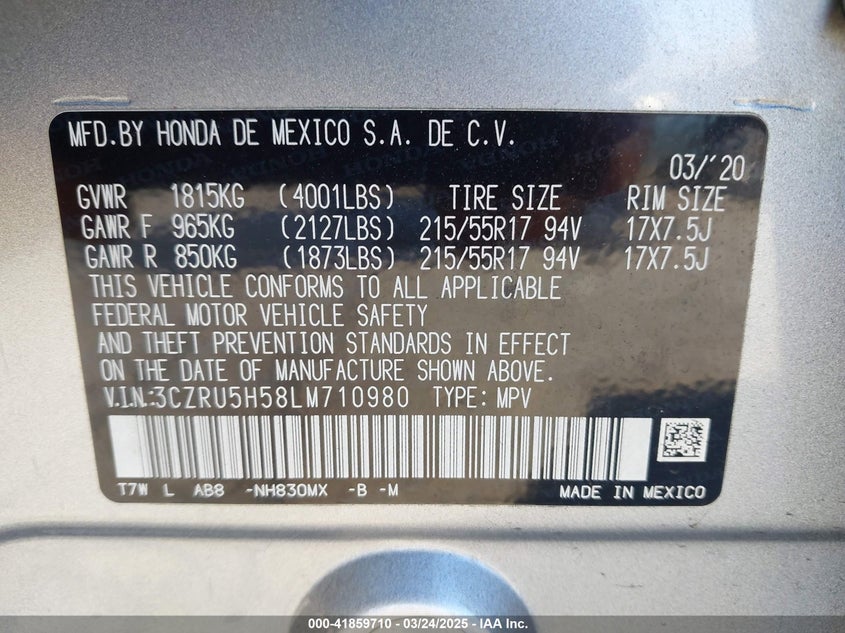 MFD.BY HONDA DE MEXICO S.A. DE C.V.
03/'20
GVWR 1815KG (4001LBS) TIRE SIZE RIM SIZE
GAWR F 965KG (2127LBS) 215/55R17 94V 17X7.5J
GAWR R 850KG (1873LBS) 215/55R17 94V 17X7.5J
THIS VEHICLE CONFORMS TO ALL APPLICABLE
FEDERAL MOTOR VEHICLE SAFETY
AND THEFT PREVENTION STANDARDS IN EFFECT
ON THE DATE OF MANUFACTURE SHOWN ABOVE.
V.I.N.:3CZRU5H58LM710980 TYPE: MPV
T7W L AB8 -NH830MX -B -M MADE IN MEXICO
000-41859710 - 03/24/2025 - IAA Inc.